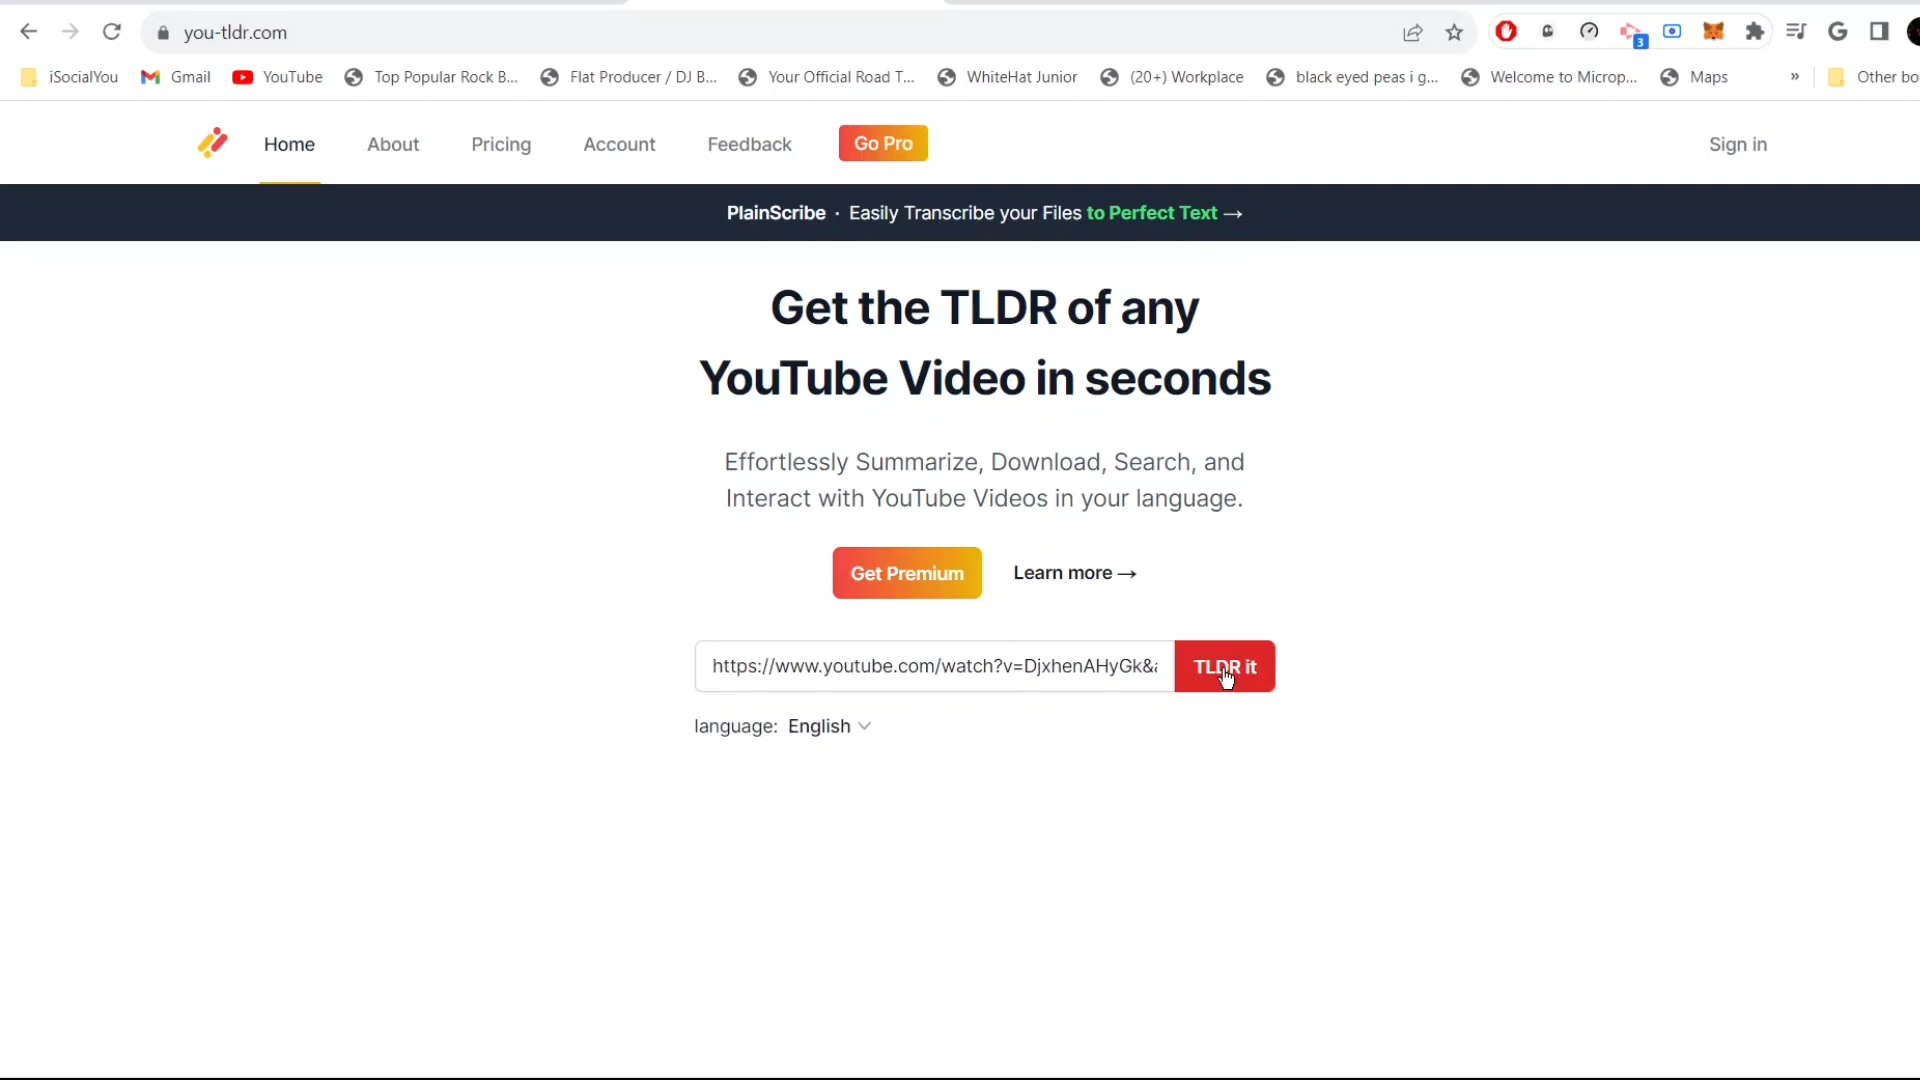 you-tldr.com
3
iSocialYou Gmail YouTube Top Popular Rock B... Flat Producer / DJ B... Your Official Road T... WhiteHat Junior (20+) Workplace black eyed peas i g... Welcome to Microp... Maps » Other bo
Home About Pricing Account Feedback Go Pro Sign in
PlainScribe · Easily Transcribe your Files to Perfect Text →
Get the TLDR of any
YouTube Video in seconds
Effortlessly Summarize, Download, Search, and
Interact with YouTube Videos in your language.
Get Premium Learn more →
https://www.youtube.com/watch?v=DjxhenAHyGk& TLDR it
language: English